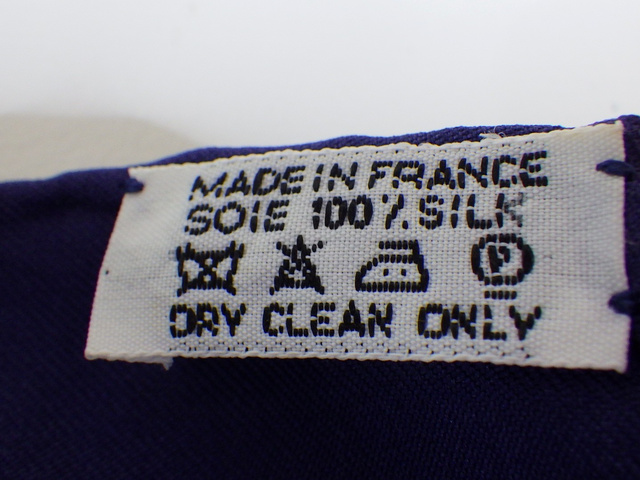 MADE IN FRANCE
SOIE 100% SILK
P
DRY CLEAN ONLY